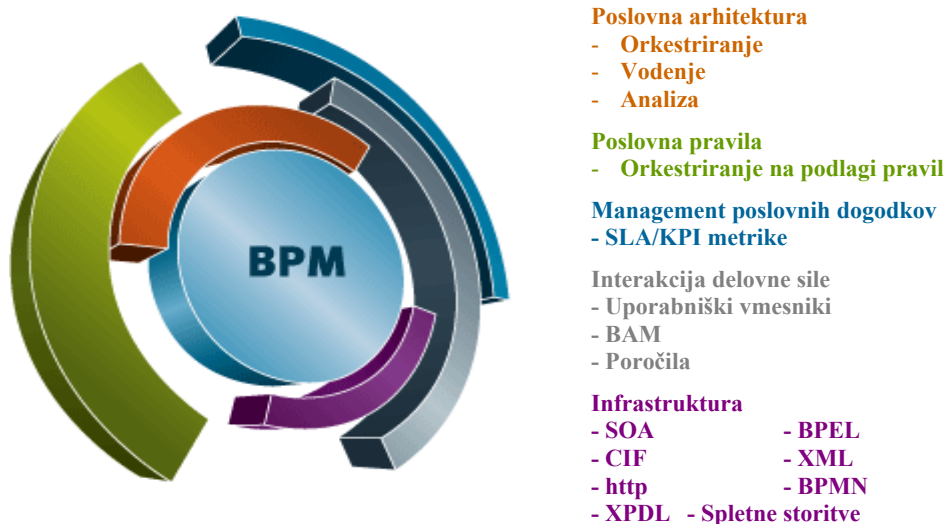 BPM
Poslovna arhitektura
- Orkestriranje
- Vodenje
- Analiza
Poslovna pravila
- Orkestriranje na podlagi pravil
Management poslovnih dogodkov
- SLA/KPI metrike
Interakcija delovne sile
- Uporabniški vmesniki
- BAM
- Poročila
Infrastruktura
- SOA - BPEL
- CIF - XML
- http - BPMN
- XPDL - Spletne storitve